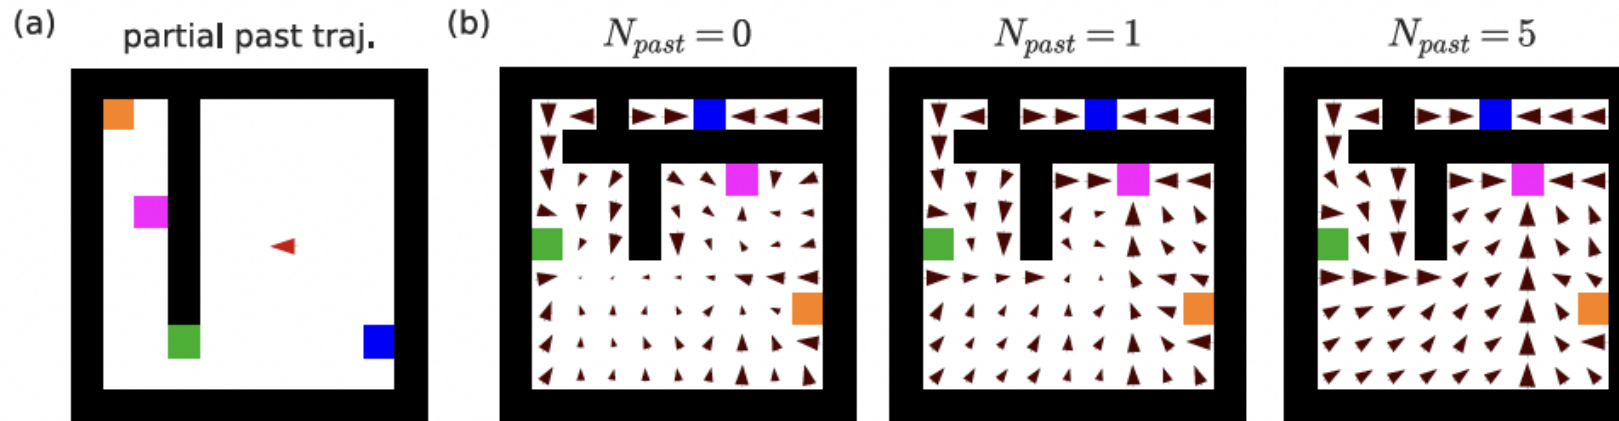 (a) partial past traj.
(b) N_past = 0
N_past = 1
N_past = 5